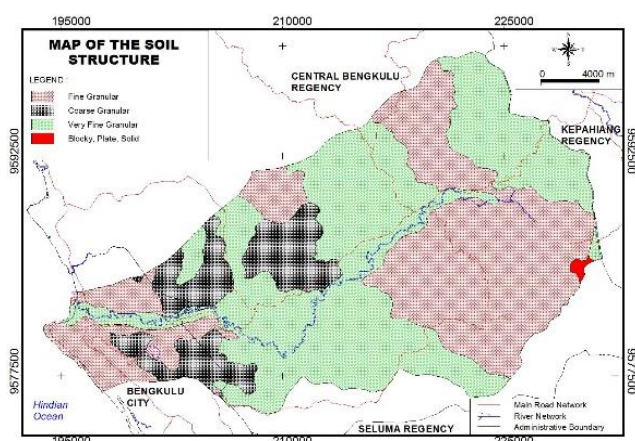 195000 210000 225000
MAP OF THE SOIL
STRUCTURE
LEGEND :
Fine Granular
Coarse Granular
Very Fine Granular
Blocky, Plate, Solid
CENTRAL BENGKULU
REGENCY
0 4000 m
KEPAHIANG
REGENCY
9592500 9592500
9577500 9577500
BENGKULU
CITY
Hindian
Ocean
SELUMA REGENCY
Main Road Network
River Network
Administrative Boundary
195000 210000 225000